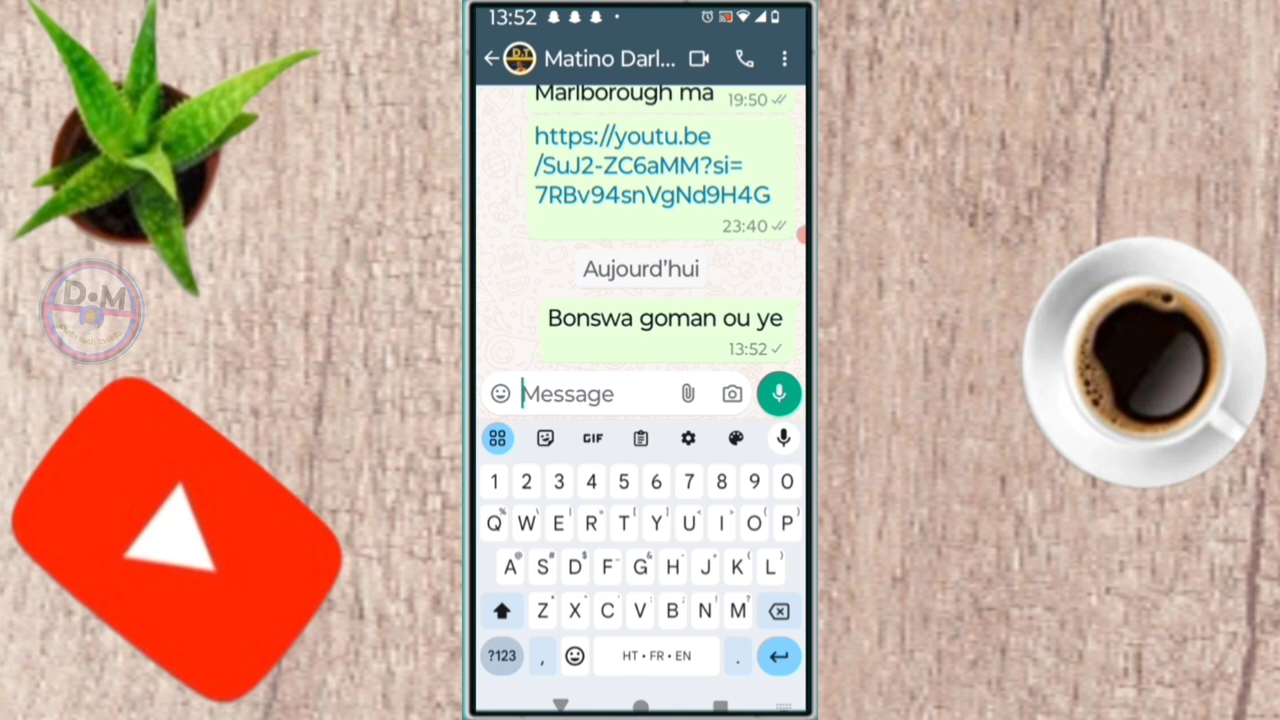 13:52
Matino Darl...
Marlborough ma 19:50
https://youtu.be
/SuJ2-ZC6aMM?si=
7RBv94snVgNd9H4G
23:40
Aujourd'hui
Bonswa goman ou ye
13:52
Message
GIF
1 2 3 4 5 6 7 8 9 0
Q W E R T Y U I O P
A S D F G H J K L
Z X C V B N M
?123 , HT • FR • EN .
D•M